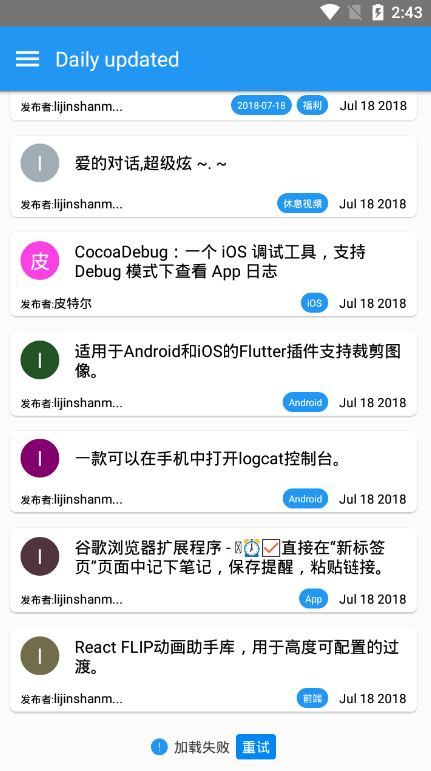 2:43
Daily updated
发布者:lijinshanm... 2018-07-18 福利 Jul 18 2018
l 爱的对话,超级炫 ~. ~
发布者:lijinshanm... 休息视频 Jul 18 2018
皮 CocoaDebug：一个 iOS 调试工具，支持
Debug 模式下查看 App 日志
发布者:皮特尔 iOS Jul 18 2018
l 适用于Android和iOS的Flutter插件支持裁剪图
像。
发布者:lijinshanm... Android Jul 18 2018
l 一款可以在手机中打开logcat控制台。
发布者:lijinshanm... Android Jul 18 2018
l 谷歌浏览器扩展程序 - ⏰✅直接在“新标签
页”页面中记下笔记，保存提醒，粘贴链接。
发布者:lijinshanm... App Jul 18 2018
l React FLIP动画助手库，用于高度可配置的过
渡。
发布者:lijinshanm... 前端 Jul 18 2018
! 加载失败 重试